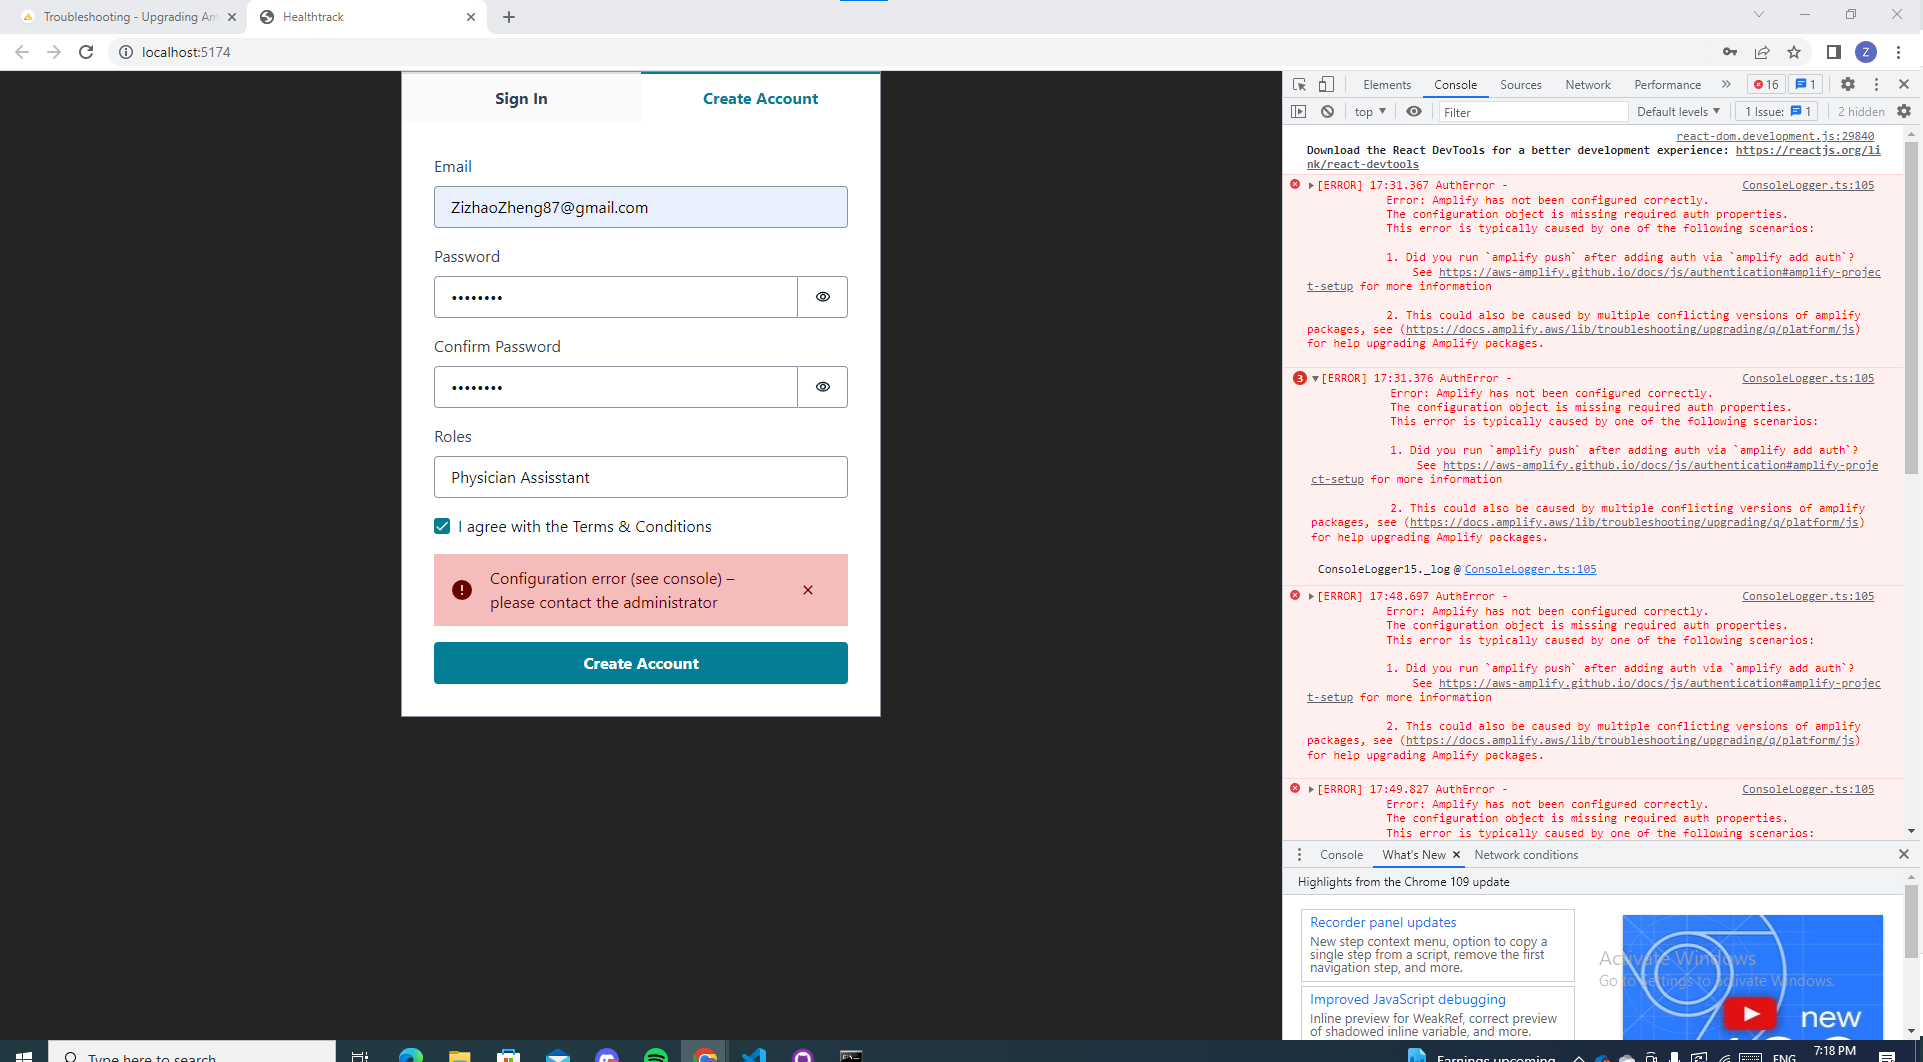 Troubleshooting - Upgrading Am
Healthtrack
localhost:5174
Z
Sign In
Create Account
Email
ZizhaoZheng87@gmail.com
Password
••••••••
Confirm Password
••••••••
Roles
Physician Assisstant
I agree with the Terms & Conditions
Configuration error (see console) –
please contact the administrator
Create Account
Elements Console Sources Network Performance » 16 1
top Filter Default levels 1 Issue: 1 2 hidden
react-dom.development.js:29840
Download the React DevTools for a better development experience: https://reactjs.org/li
nk/react-devtools
[ERROR] 17:31.367 AuthError - ConsoleLogger.ts:105
Error: Amplify has not been configured correctly.
The configuration object is missing required auth properties.
This error is typically caused by one of the following scenarios:
1. Did you run `amplify push` after adding auth via `amplify add auth`?
See https://aws-amplify.github.io/docs/js/authentication#amplify-projec
t-setup for more information
2. This could also be caused by multiple conflicting versions of amplify
packages, see (https://docs.amplify.aws/lib/troubleshooting/upgrading/q/platform/js)
for help upgrading Amplify packages.
3 [ERROR] 17:31.376 AuthError - ConsoleLogger.ts:105
Error: Amplify has not been configured correctly.
The configuration object is missing required auth properties.
This error is typically caused by one of the following scenarios:
1. Did you run `amplify push` after adding auth via `amplify add auth`?
See https://aws-amplify.github.io/docs/js/authentication#amplify-proje
ct-setup for more information
2. This could also be caused by multiple conflicting versions of amplify
packages, see (https://docs.amplify.aws/lib/troubleshooting/upgrading/q/platform/js)
for help upgrading Amplify packages.
ConsoleLogger15._log @ ConsoleLogger.ts:105
[ERROR] 17:48.697 AuthError - ConsoleLogger.ts:105
Error: Amplify has not been configured correctly.
The configuration object is missing required auth properties.
This error is typically caused by one of the following scenarios:
1. Did you run `amplify push` after adding auth via `amplify add auth`?
See https://aws-amplify.github.io/docs/js/authentication#amplify-projec
t-setup for more information
2. This could also be caused by multiple conflicting versions of amplify
packages, see (https://docs.amplify.aws/lib/troubleshooting/upgrading/q/platform/js)
for help upgrading Amplify packages.
[ERROR] 17:49.827 AuthError - ConsoleLogger.ts:105
Error: Amplify has not been configured correctly.
The configuration object is missing required auth properties.
This error is typically caused by one of the following scenarios:
Console What's New Network conditions
Highlights from the Chrome 109 update
Recorder panel updates
New step context menu, option to copy a
single step from a script, remove the first
navigation step, and more.
Improved JavaScript debugging
Inline preview for WeakRef, correct preview
of shadowed inline variable, and more.
new
Activate Windows
Go to Settings to activate Windows.
Type here to search
Earnings upcoming
ENG
7:18 PM